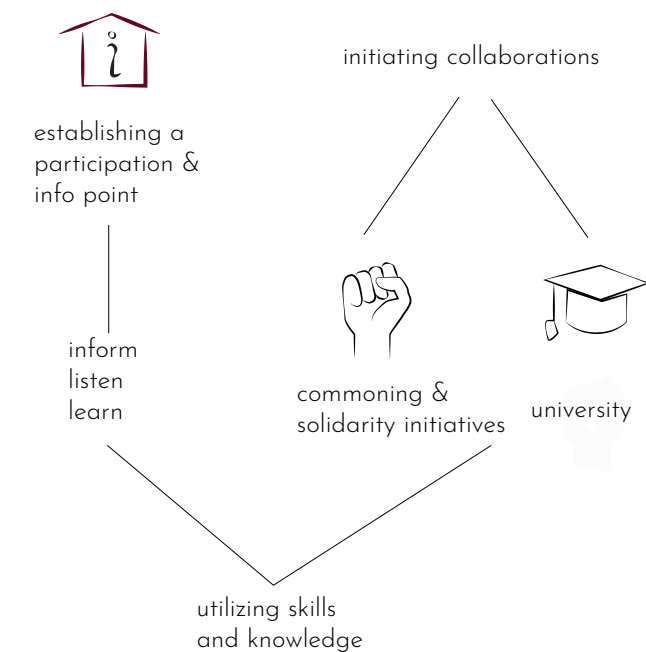 i
establishing a
participation &
info point
initiating collaborations
inform
listen
learn
commoning &
solidarity initiatives
university
utilizing skills
and knowledge